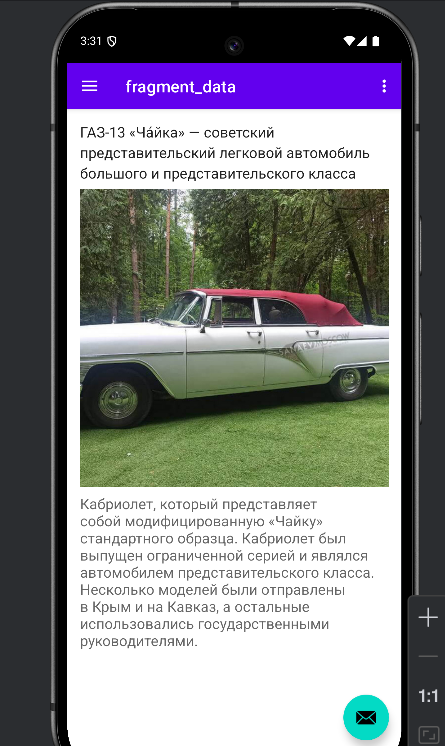 3:31
fragment_data
ГАЗ-13 «Ча́йка» — советский
представительский легковой автомобиль
большого и представительского класса
Кабриолет, который представляет
собой модифицированную «Чайку»
стандартного образца. Кабриолет был
выпущен ограниченной серией и являлся
автомобилем представительского класса.
Несколько моделей были отправлены
в Крым и на Кавказ, а остальные
использовались государственными
руководителями.
1:1